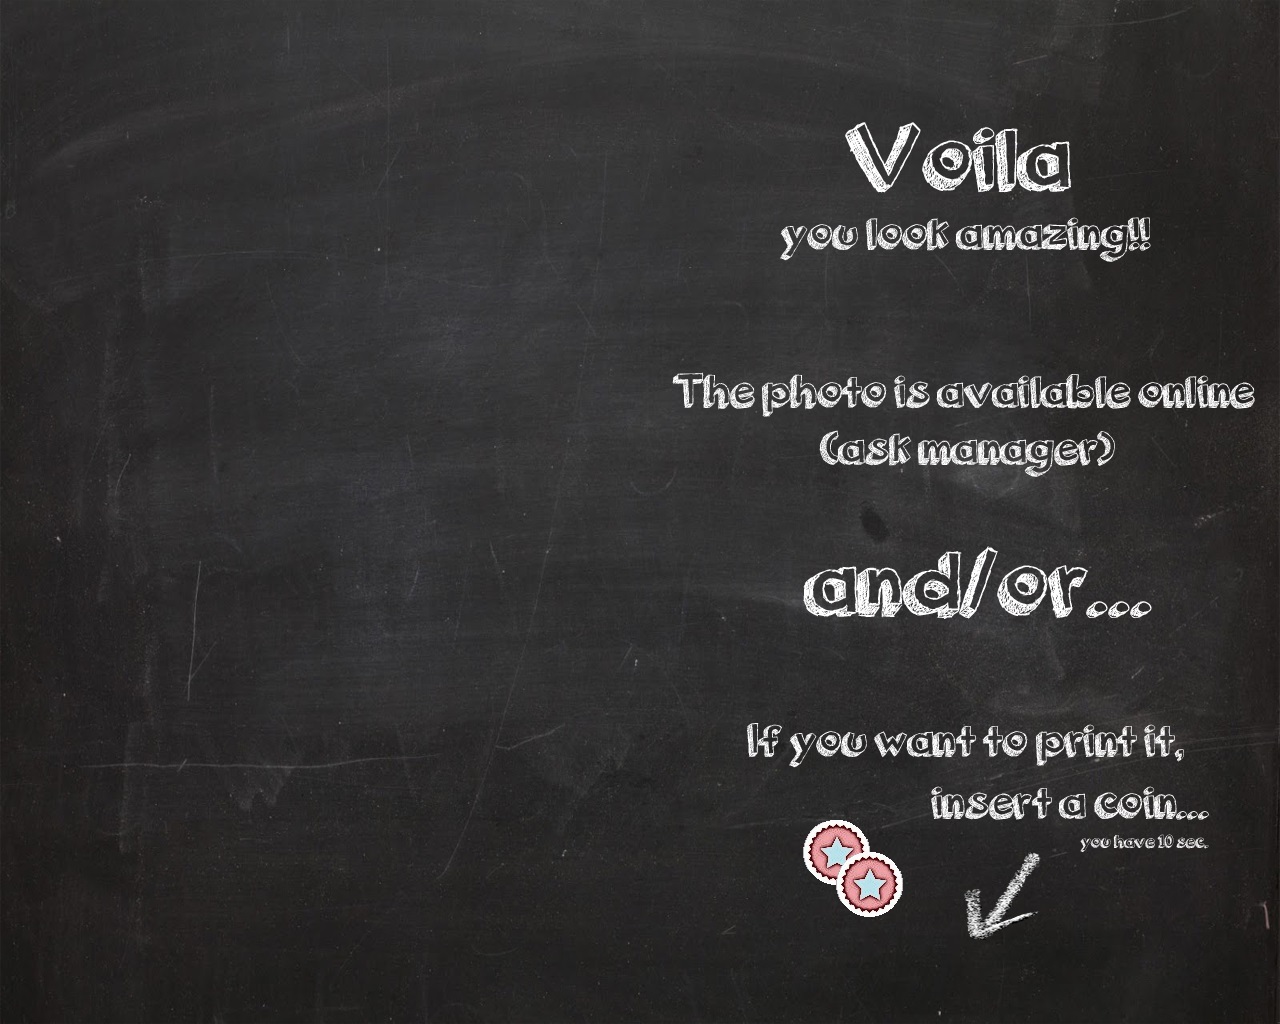 Voila
you look amazing!!
The photo is available online
(ask manager)
and/or...
If you want to print it,
insert a coin...
you have 10 sec.